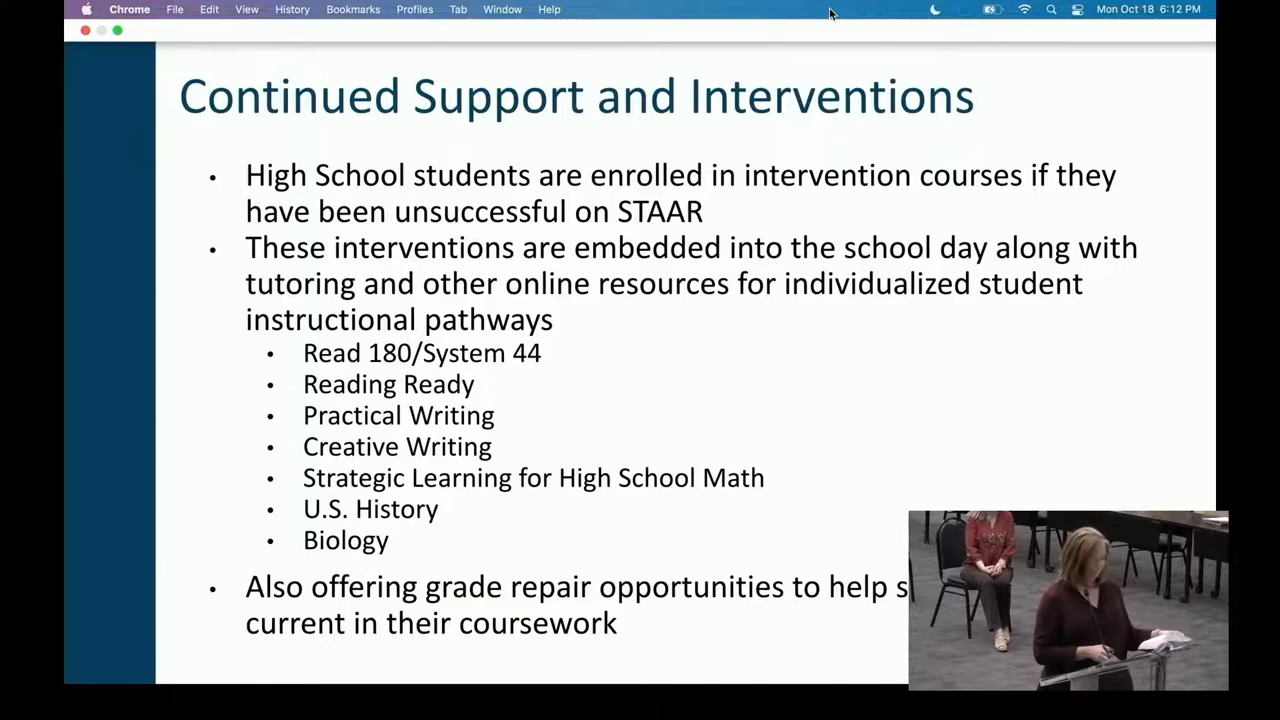 Chrome File Edit View History Bookmarks Profiles Tab Window Help Mon Oct 18 6:12 PM
Continued Support and Interventions
• High School students are enrolled in intervention courses if they
have been unsuccessful on STAAR
• These interventions are embedded into the school day along with
tutoring and other online resources for individualized student
instructional pathways
• Read 180/System 44
• Reading Ready
• Practical Writing
• Creative Writing
• Strategic Learning for High School Math
• U.S. History
• Biology
• Also offering grade repair opportunities to help
current in their coursework